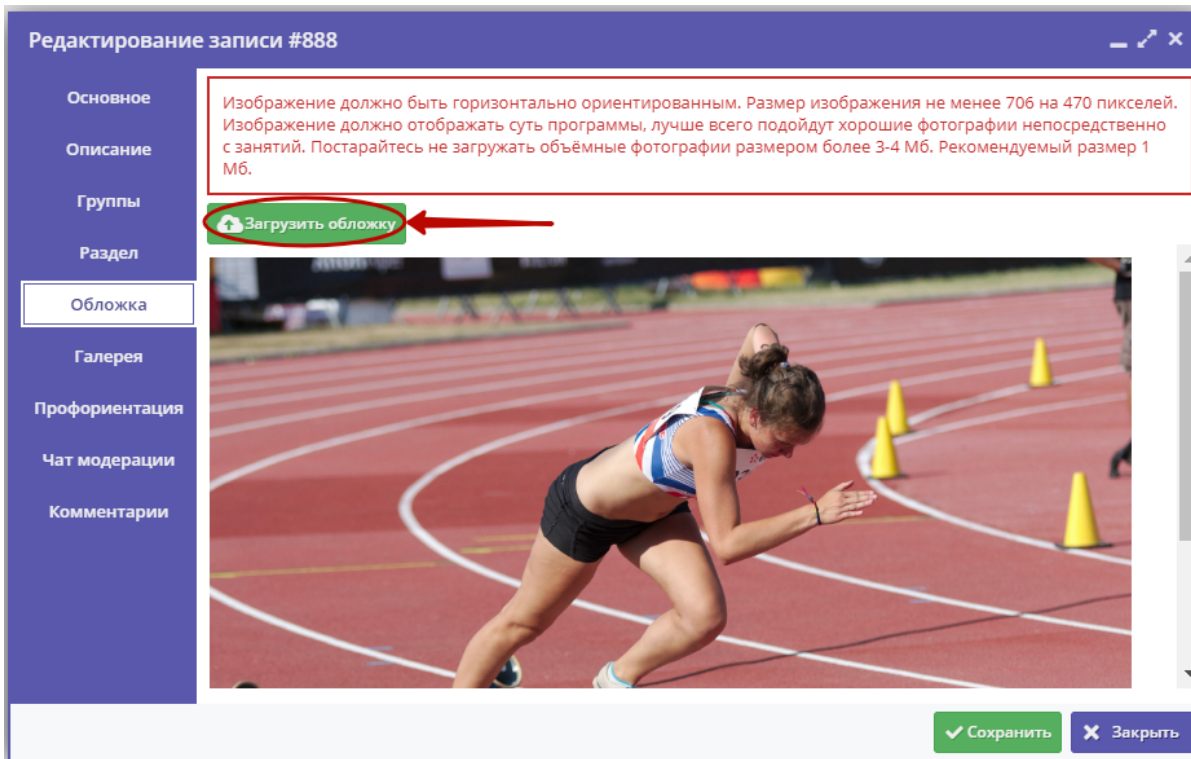 Редактирование записи #888
Основное
Описание
Группы
Раздел
Обложка
Галерея
Профориентация
Чат модерации
Комментарии
Изображение должно быть горизонтально ориентированным. Размер изображения не менее 706 на 470 пикселей.
Изображение должно отображать суть программы, лучше всего подойдут хорошие фотографии непосредственно
с занятий. Постарайтесь не загружать объёмные фотографии размером более 3-4 Мб. Рекомендуемый размер 1
Мб.
Загрузить обложку
Сохранить
Закрыть